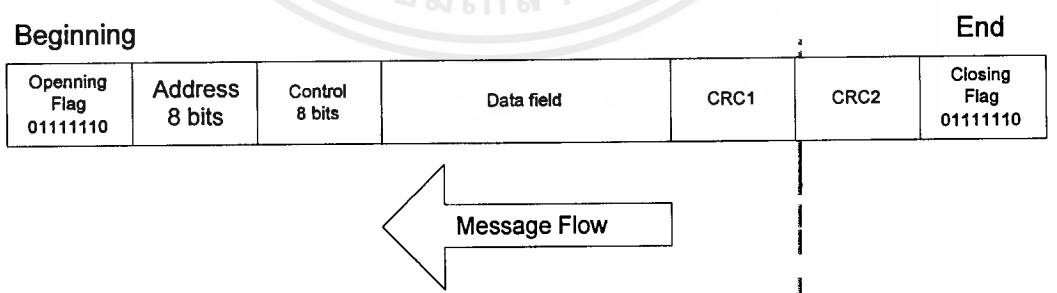 Beginning
End
Openning
Flag
01111110
Address
8 bits
Control
8 bits
Data field
CRC1
CRC2
Closing
Flag
01111110
Message Flow